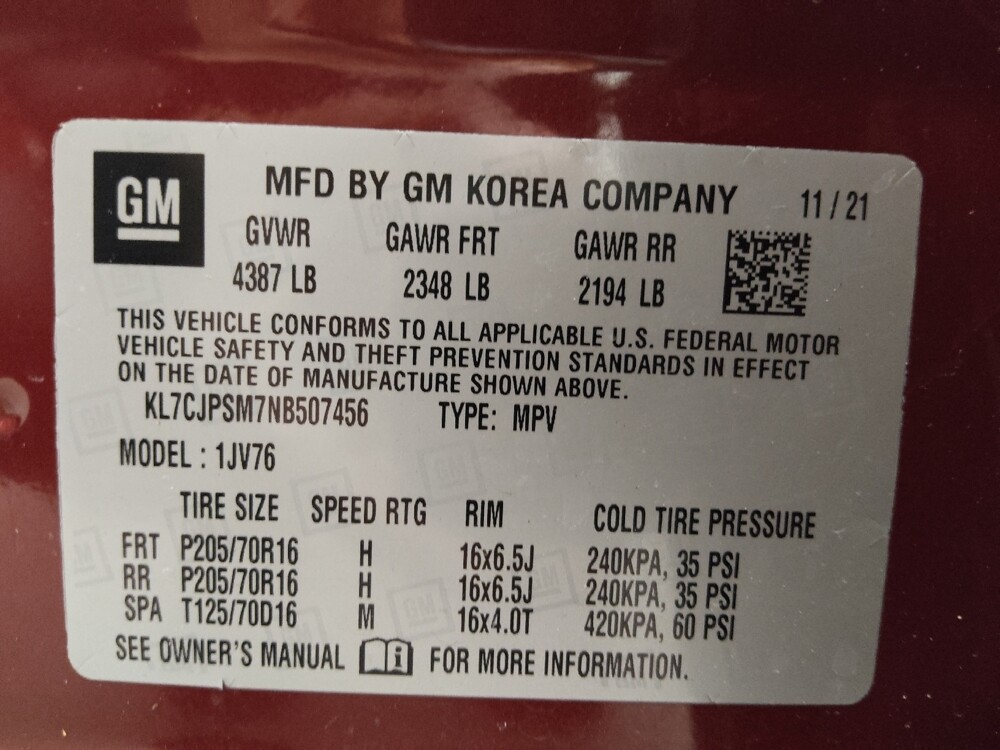 GM
MFD BY GM KOREA COMPANY 11 / 21
GVWR GAWR FRT GAWR RR
4387 LB 2348 LB 2194 LB
THIS VEHICLE CONFORMS TO ALL APPLICABLE U.S. FEDERAL MOTOR
VEHICLE SAFETY AND THEFT PREVENTION STANDARDS IN EFFECT
ON THE DATE OF MANUFACTURE SHOWN ABOVE.
KL7CJPSM7NB507456 TYPE: MPV
MODEL : 1JV76
TIRE SIZE SPEED RTG RIM COLD TIRE PRESSURE
FRT P205/70R16 H 16x6.5J 240KPA, 35 PSI
RR P205/70R16 H 16x6.5J 240KPA, 35 PSI
SPA T125/70D16 M 16x4.0T 420KPA, 60 PSI
SEE OWNER'S MANUAL i FOR MORE INFORMATION.